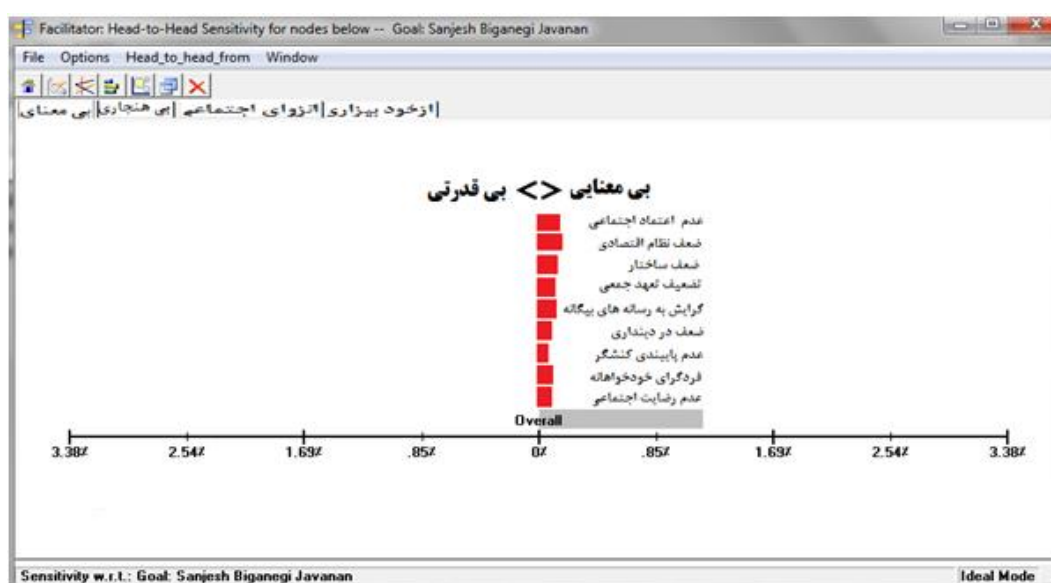 Facilitator: Head-to-Head Sensitivity for nodes below -- Goal: Sanjesh Biganegi Javanan
File Options Head_to_head_from Window
بی معنای| بی هنجاری| انزوای اجتماعی| ازخود بیزاری|
بی قدرتی <> بی معنایی
عدم اعتماد اجتماعی
ضعف نظام اقتصادی
ضعف ساختار
تضعیف تعهد جمعی
گرایش به رسانه های بیگانه
ضعف در دینداری
عدم پایبندی کنشگر
فردگرای خودخواهانه
عدم رضایت اجتماعی
Overall
3.38% 2.54% 1.69% .85% 0% .85% 1.69% 2.54% 3.38%
Sensitivity w.r.t.: Goal: Sanjesh Biganegi Javanan Ideal Mode